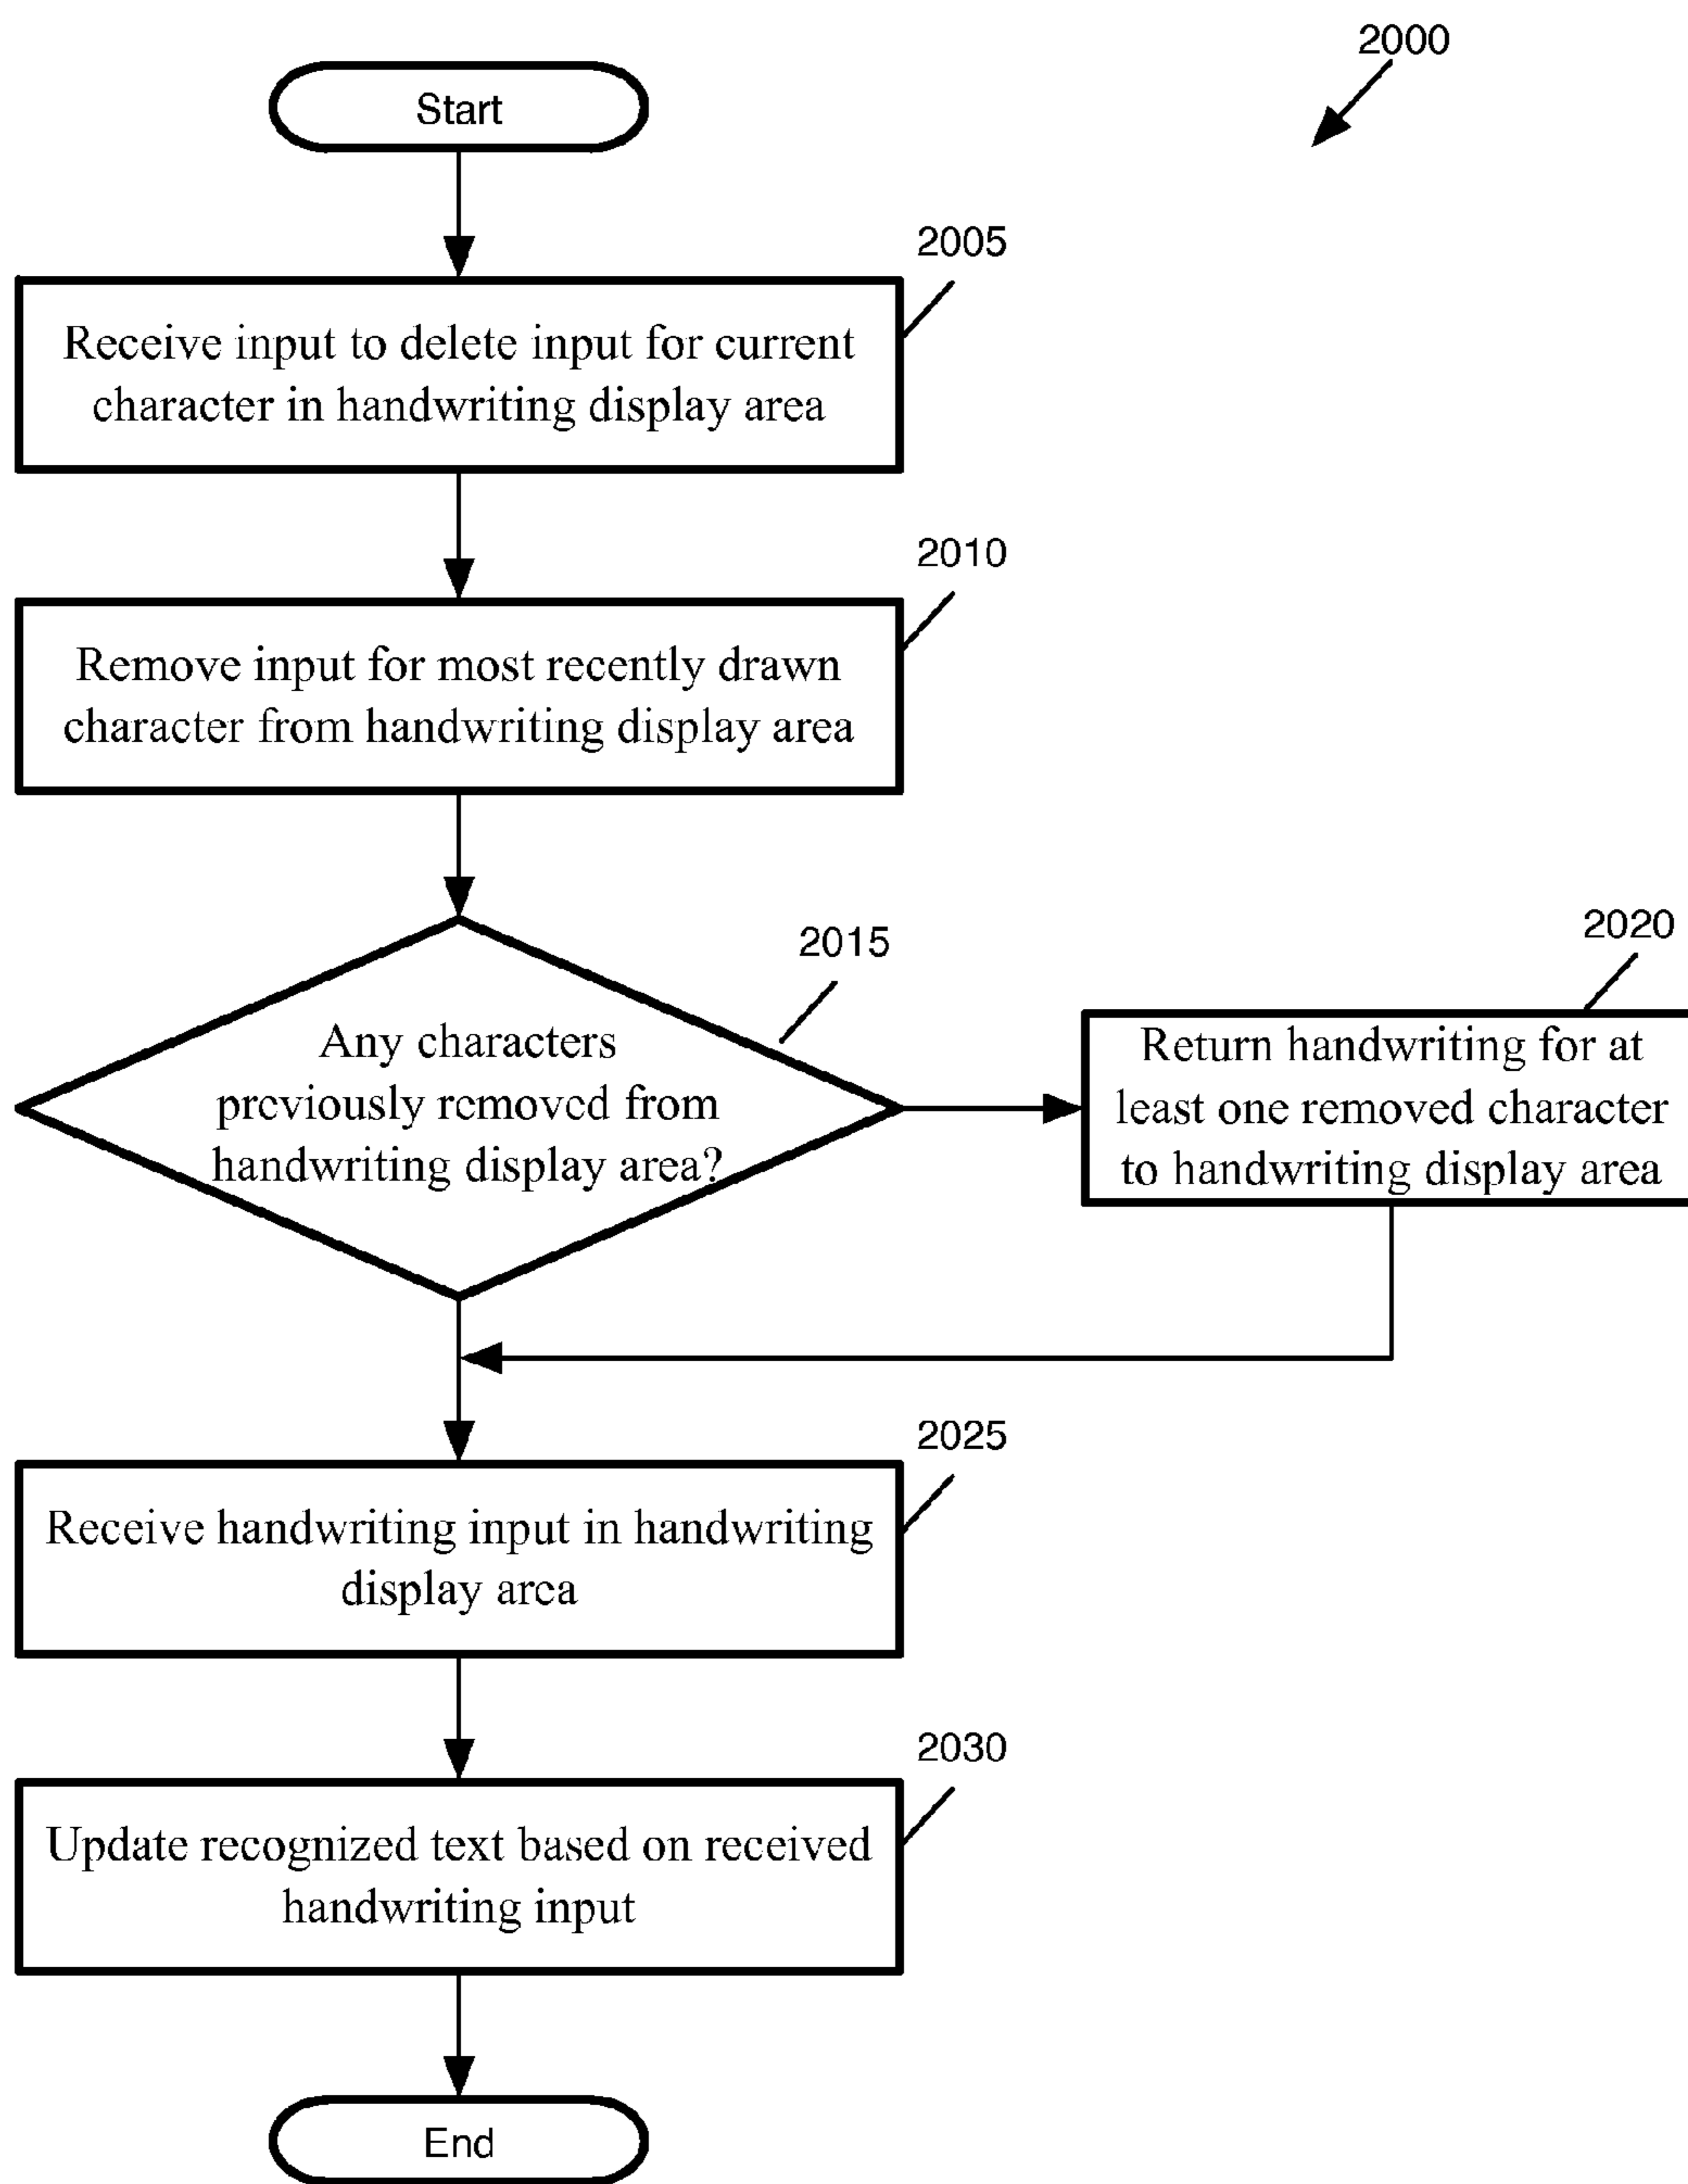 2000
Start
2005
Receive input to delete input for current
character in handwriting display area
2010
Remove input for most recently drawn
character from handwriting display area
2015
Any characters
previously removed from
handwriting display area?
2020
Return handwriting for at
least one removed character
to handwriting display area
2025
Receive handwriting input in handwriting
display area
2030
Update recognized text based on received
handwriting input
End